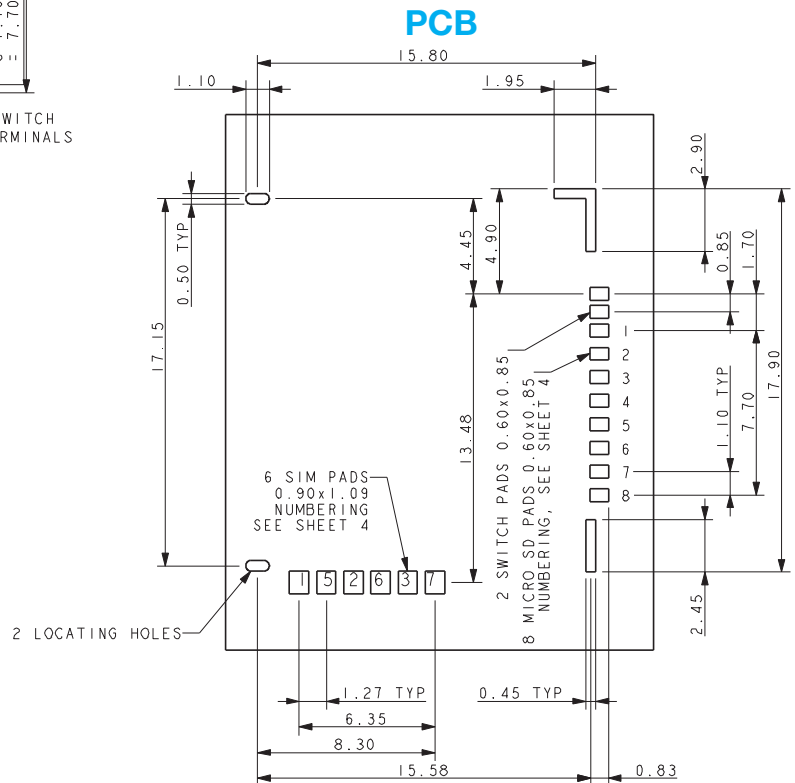 PCB
= 7.70
15.80
1.10
1.95
WITCH
RMINALS
2.90
0.50 TYP
4.45
4.90
0.85
1.70
17.15
1
2
3
4
5
6
7
8
1.10 TYP
7.70
17.90
13.48
2 SWITCH PADS 0.60x0.85
8 MICRO SD PADS 0.60x0.85
NUMBERING, SEE SHEET 4
6 SIM PADS
0.90x1.09
NUMBERING
SEE SHEET 4
1 5 2 6 3 7
2 LOCATING HOLES
2.45
1.27 TYP
0.45 TYP
6.35
8.30
15.58
0.83